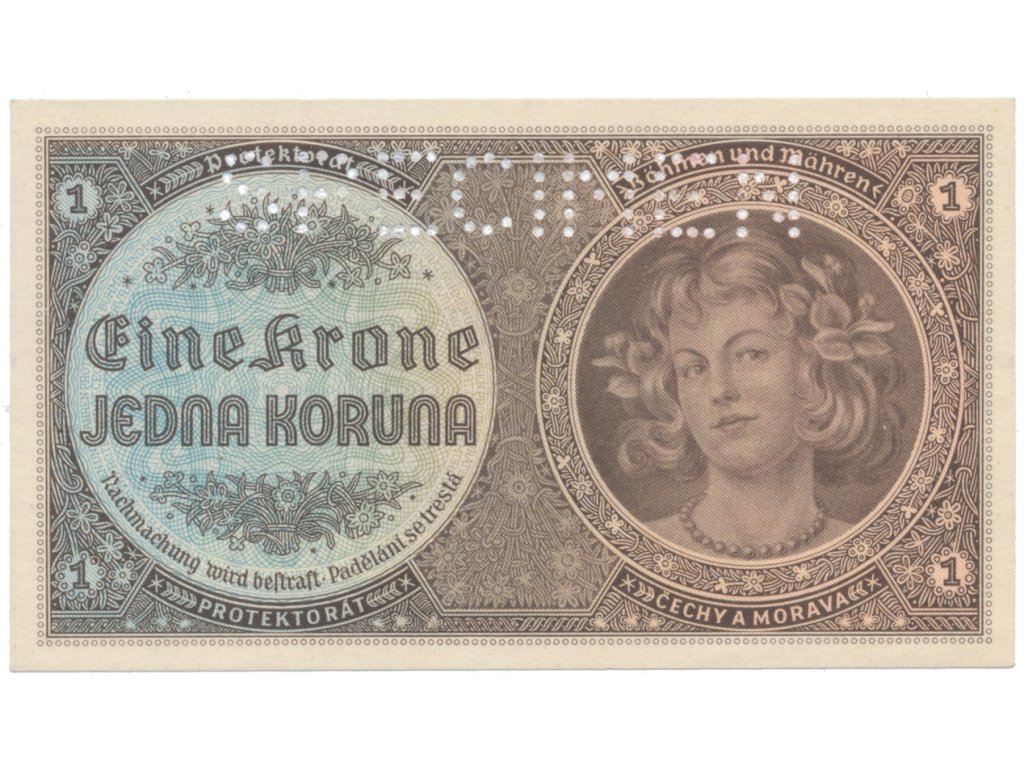 Protektorat
Böhmen und Mähren
1
1
SPECIMEN
Eine Krone
JEDNA KORUNA
Nachmachung wird bestraft. Padělání se trestá
1
1
PROTEKTORÁT
ČECHY A MORAVA